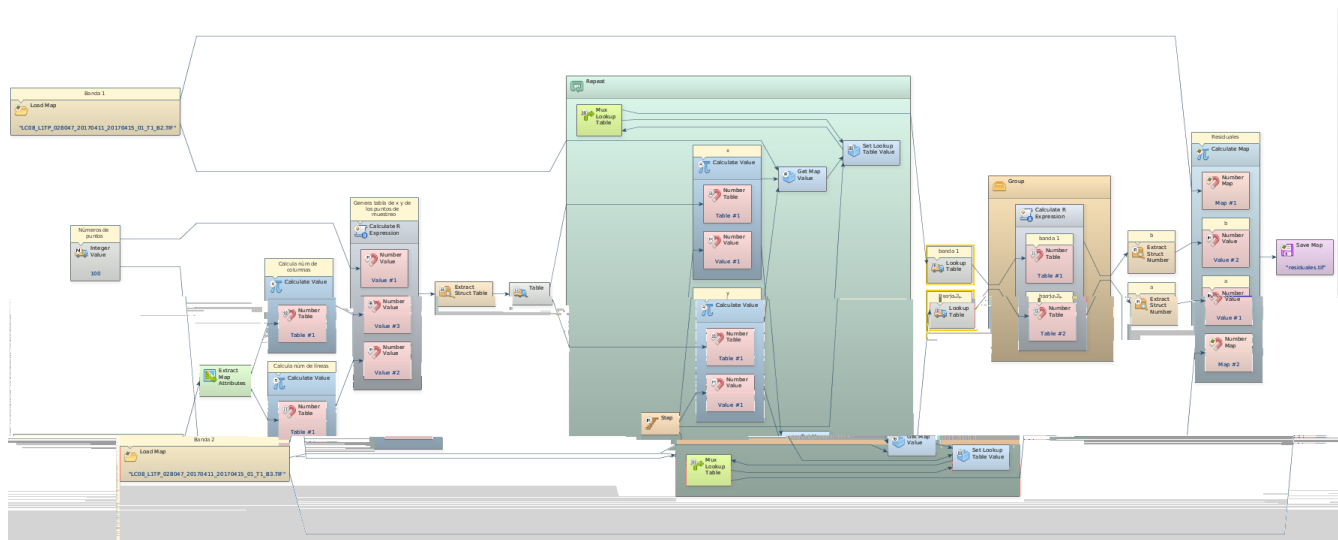 Banda 1
Load Map
"LC08_L1TP_028047_20170411_20170415_01_T1_B2.TIF"
Números de
puntos
Integer
Value
100
Extract
Map
Attributes
Calcula núm de
columnas
Calculate Value
Number
Table
Table #1
Calcula núm de líneas
Calculate Value
Number
Table
Table #1
Genera tabla de x y de
los puntos de
muestreo
Calculate R
Expression
Number
Value
Value #1
Number
Value
Value #3
Number
Value
Value #2
Extract
Struct Table
Table
Repeat
Mux
Lookup
Table
x
Calculate Value
Number
Table
Table #1
Number
Value
Value #1
y
Calculate Value
Number
Table
Table #1
Number
Value
Value #1
Step
Get Map
Value
Set Lookup
Table Value
Banda 2
Load Map
"LC08_L1TP_028047_20170411_20170415_01_T1_B3.TIF"
Mux
Lookup
Table
Get Map
Value
Set Lookup
Table Value
banda 1
Lookup
Table
Lookup
Table
Group
Calculate R
Expression
banda 1
Number
Table
Table #1
Number
Table
Table #2
b
Extract
Struct
Number
a
Extract
Struct
Number
Residuales
Calculate Map
Number
Map
Map #1
b
Number
Value
Value #2
a
Number
Value
Value #1
Number
Map
Map #2
Save Map
"residuales.tif"